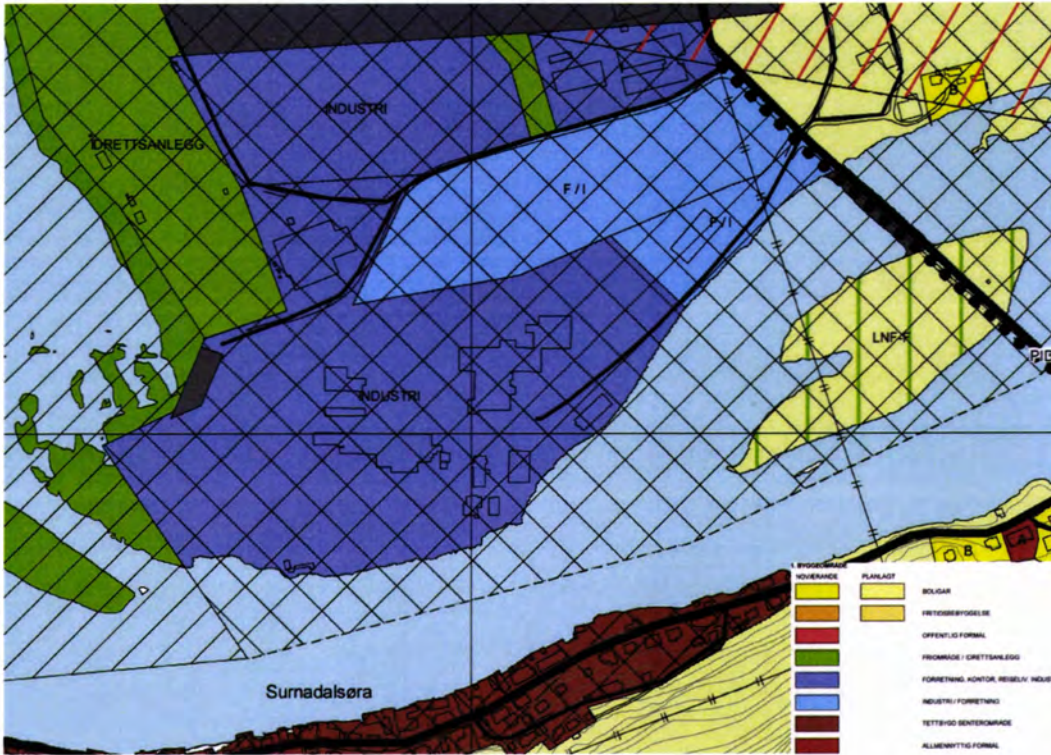 B
INDUSTRI
IDRETTSANLEGG
F / I
F / I
LNF-F
INDUSTRI
B
Surnadalsøra
1. BYGGEOMRÅDE
NOVERANDE PLANLAGT
BOLIGAR
FRITIDSBEBYGGELSE
OFFENTLIG FORMÅL
FRIOMRÅDE / IDRETTSANLEGG
FORRETNING, KONTOR, REISELIV, INDUS
INDUSTRI / FORRETNING
TETTBYGD SENTEROMRÅDE
ALLMENNYTTIG FORMÅL